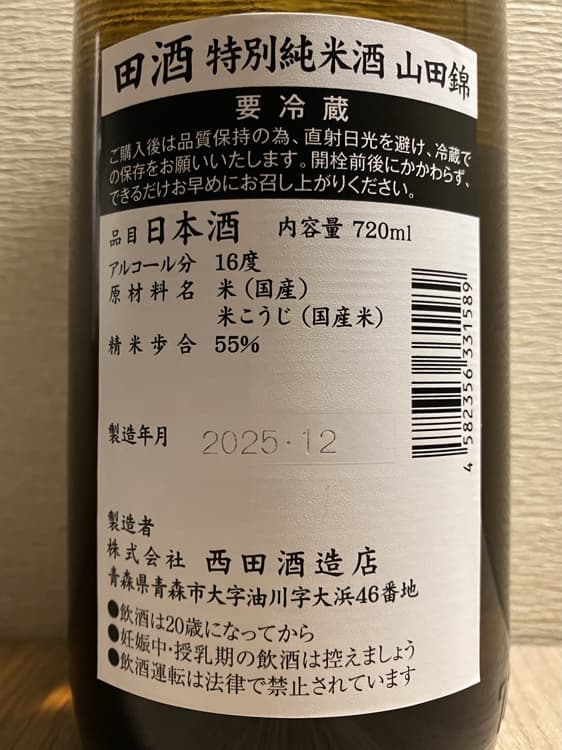 田酒 特別純米酒 山田錦
要冷蔵
ご購入後は品質保持の為、直射日光を避け、冷蔵で
の保存をお願いいたします。開栓前後にかかわらず、
できるだけお早めにお召し上がりください。
品目 日本酒 内容量 720ml
アルコール分 16度
原材料名 米(国産)
米こうじ(国産米)
精米歩合 55%
製造年月 2025・12
製造者
株式会社 西田酒造店
青森県青森市大字油川字大浜46番地
●飲酒は20歳になってから
●妊娠中・授乳期の飲酒は控えましょう
●飲酒運転は法律で禁止されています
4 582356 331589